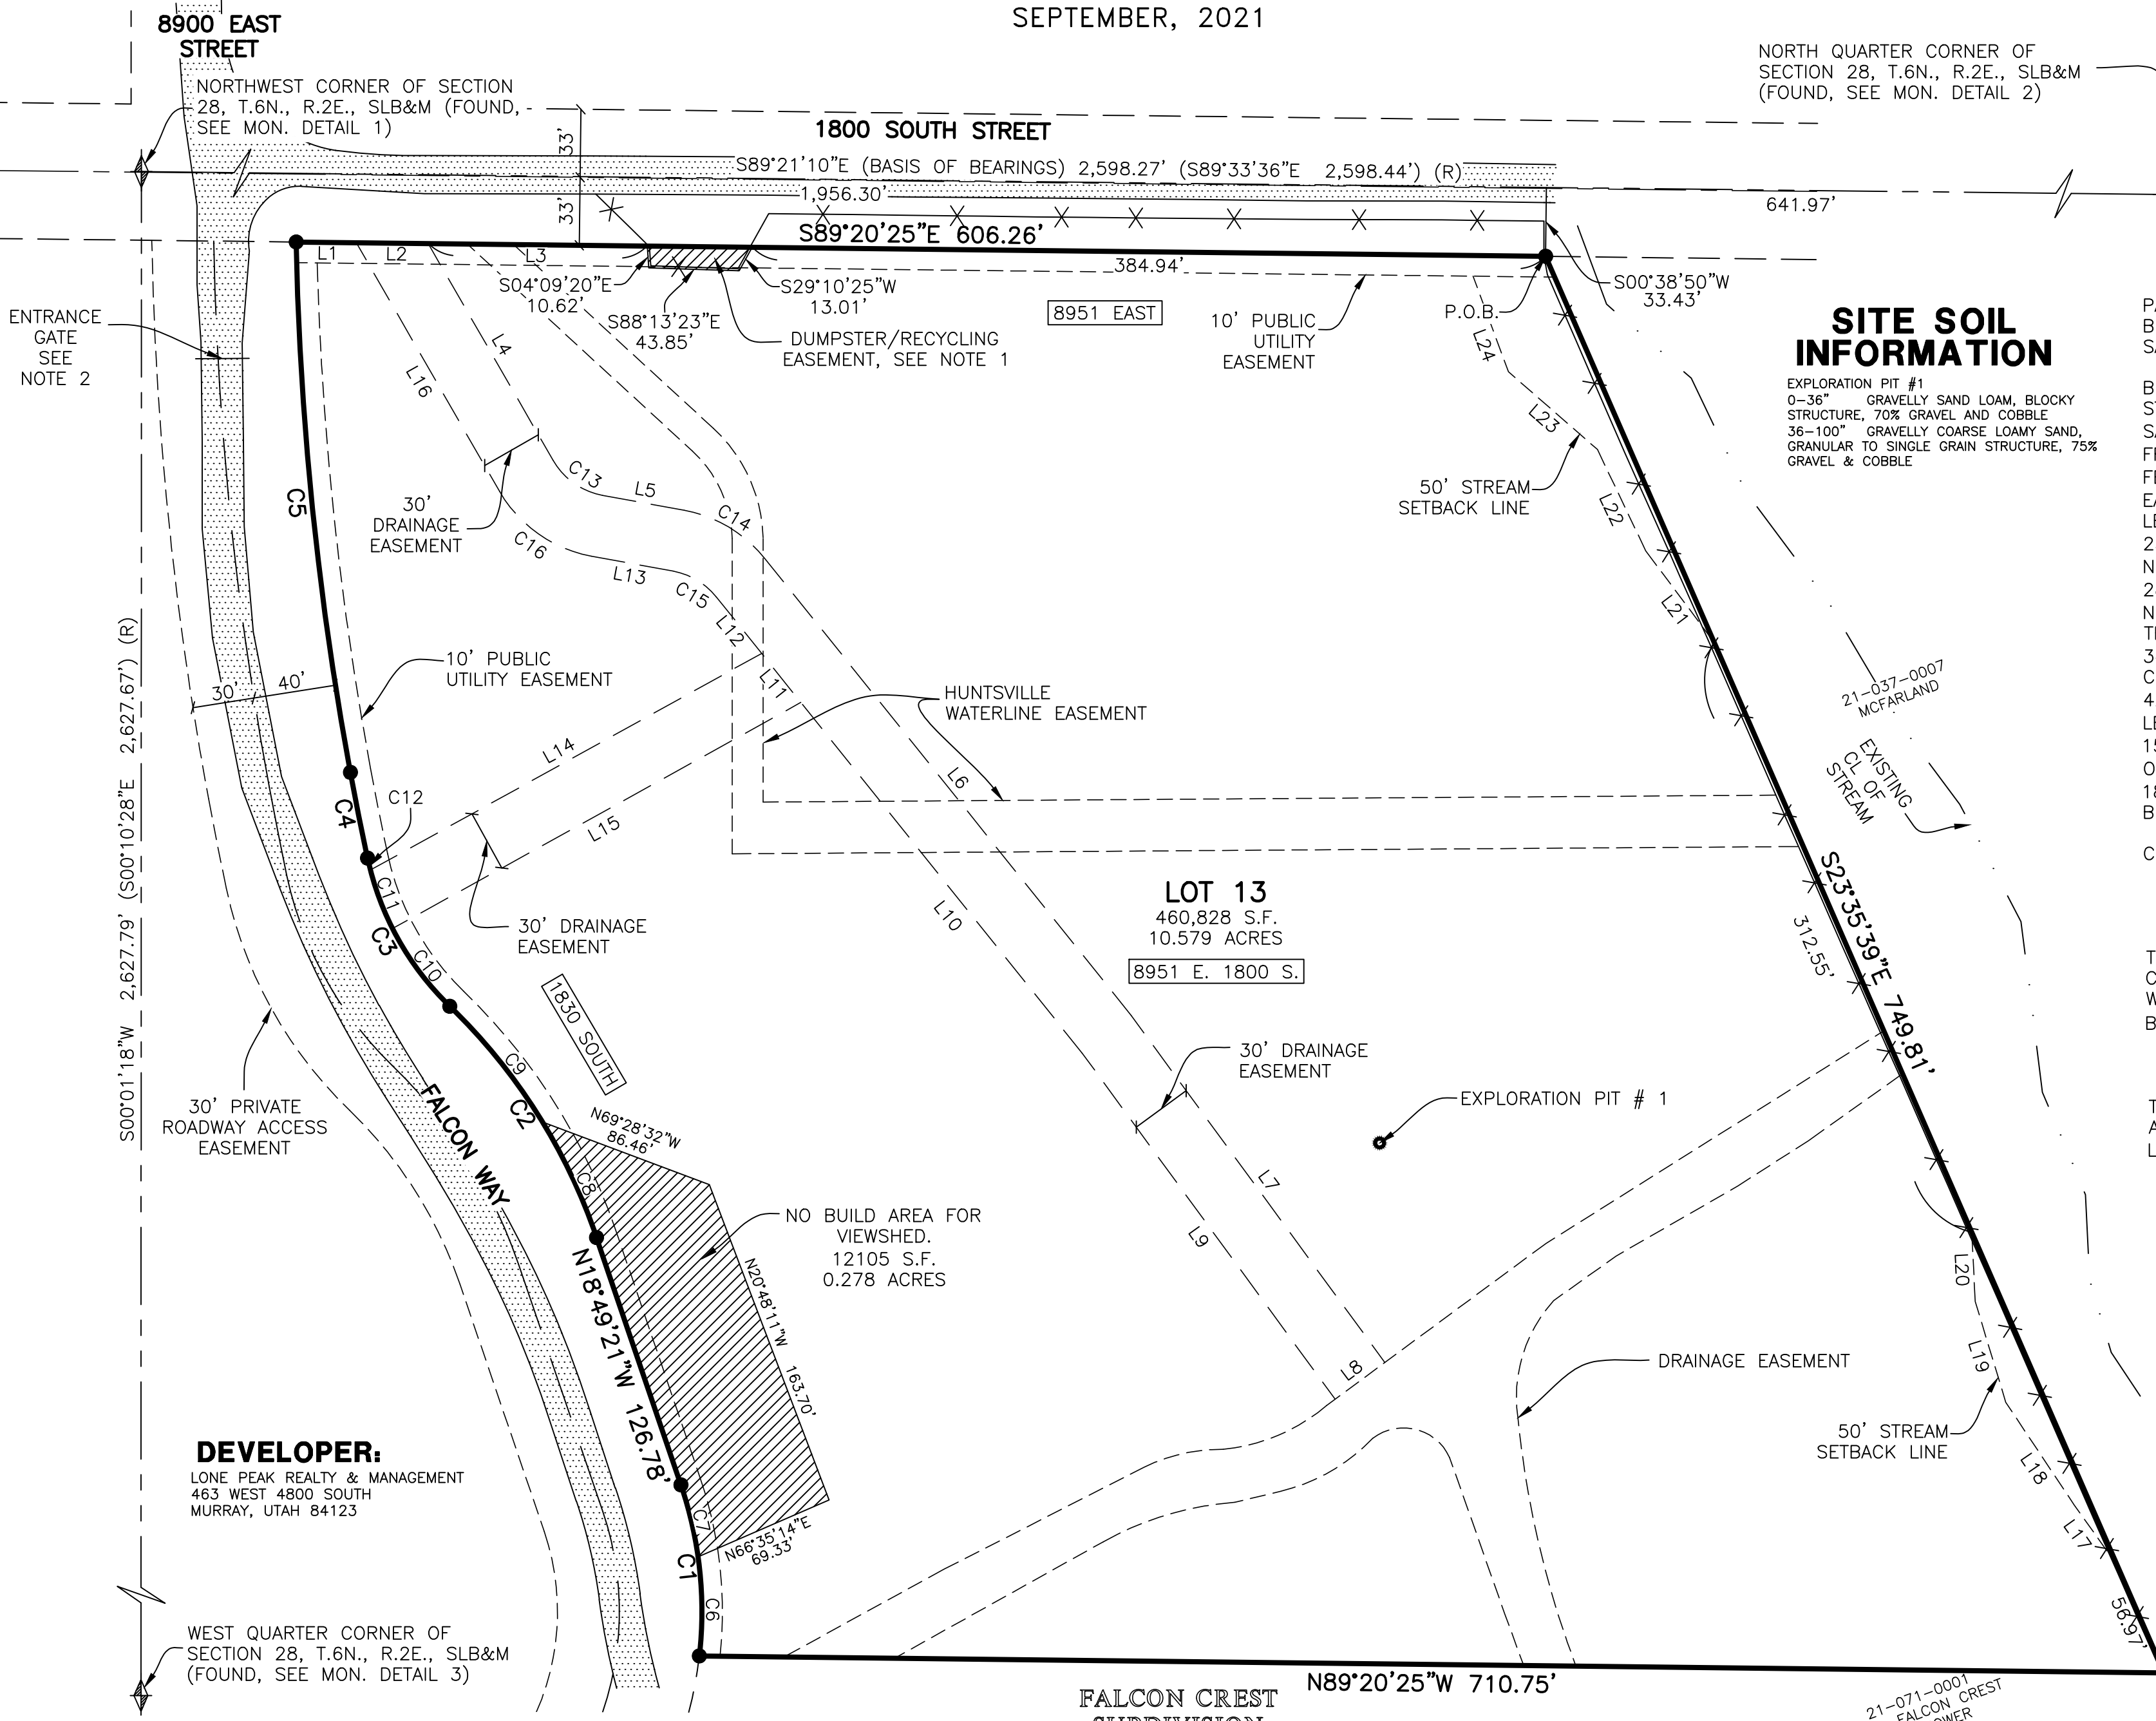 SEPTEMBER, 2021
8900 EAST
STREET
NORTHWEST CORNER OF SECTION
28, T.6N., R.2E., SLB&M (FOUND,
SEE MON. DETAIL 1)
NORTH QUARTER CORNER OF
SECTION 28, T.6N., R.2E., SLB&M
(FOUND, SEE MON. DETAIL 2)
33'
1800 SOUTH STREET
S89°21'10"E (BASIS OF BEARINGS) 2,598.27' (S89°33'36"E 2,598.44') (R)
33'
1,956.30'
641.97'
S89°20'25"E 606.26'
L1
L2
L3
384.94'
S04°09'20"E
10.62'
S88°13'23"E
43.85'
S29°10'25"W
13.01'
DUMPSTER/RECYCLING
EASEMENT, SEE NOTE 1
8951 EAST
10' PUBLIC
UTILITY
EASEMENT
P.O.B.
S00°38'50"W
33.43'
ENTRANCE
GATE
SEE
NOTE 2
SITE SOIL
INFORMATION
EXPLORATION PIT #1
0-36" GRAVELLY SAND LOAM, BLOCKY
STRUCTURE, 70% GRAVEL AND COBBLE
36-100" GRAVELLY COARSE LOAMY SAND,
GRANULAR TO SINGLE GRAIN STRUCTURE, 75%
GRAVEL & COBBLE
L4
L16
L24
L23
L22
L21
50' STREAM
SETBACK LINE
C5
30'
DRAINAGE
EASEMENT
C13
L5
C14
C16
L13
C15
L12
L11
10' PUBLIC
UTILITY EASEMENT
30'
40'
HUNTSVILLE
WATERLINE EASEMENT
21-037-0007
MCFARLAND
EXISTING
CL OF
STREAM
L14
L15
L6
L10
C4
C12
C11
C3
C10
30' DRAINAGE
EASEMENT
LOT 13
460,828 S.F.
10.579 ACRES
8951 E. 1800 S.
S23°35'39"E 749.81'
312.55'
S00°01'18"W 2,627.79' (S00°10'28"E 2,627.67') (R)
1830 SOUTH
30' DRAINAGE
EASEMENT
EXPLORATION PIT # 1
C9
C2
30' PRIVATE
ROADWAY ACCESS
EASEMENT
FALCON WAY
N69°28'32"W
86.46'
C8
NO BUILD AREA FOR
VIEWSHED.
12105 S.F.
0.278 ACRES
N18°49'21"W 126.78'
N20°48'11"W 163.70'
L7
L9
L8
L20
L19
L18
L17
DRAINAGE EASEMENT
50' STREAM
SETBACK LINE
DEVELOPER:
LONE PEAK REALTY & MANAGEMENT
463 WEST 4800 SOUTH
MURRAY, UTAH 84123
C7
N66°35'14"E
69.33'
C1
C6
56.97'
WEST QUARTER CORNER OF
SECTION 28, T.6N., R.2E., SLB&M
(FOUND, SEE MON. DETAIL 3)
N89°20'25"W 710.75'
FALCON CREST
SUBDIVISION
21-071-0001
FALCON CREST